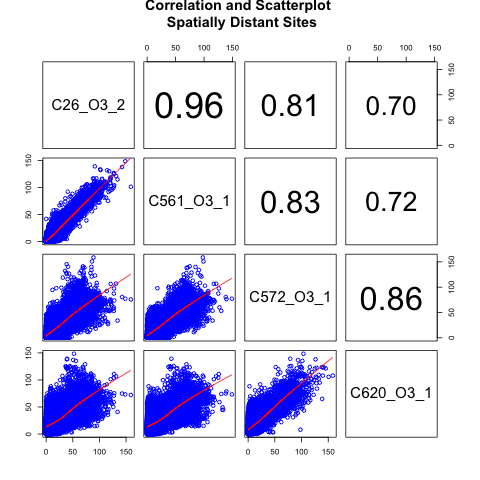 Correlation and Scatterplot
Spatially Distant Sites
0 50 100 150
0 50 100 150
C26_O3_2
0.96
0.81
0.70
150
100
50
0
150
100
50
0
C561_O3_1
0.83
0.72
C572_O3_1
0.86
150
100
50
0
150
100
50
0
C620_O3_1
0 50 100 150
0 50 100 150